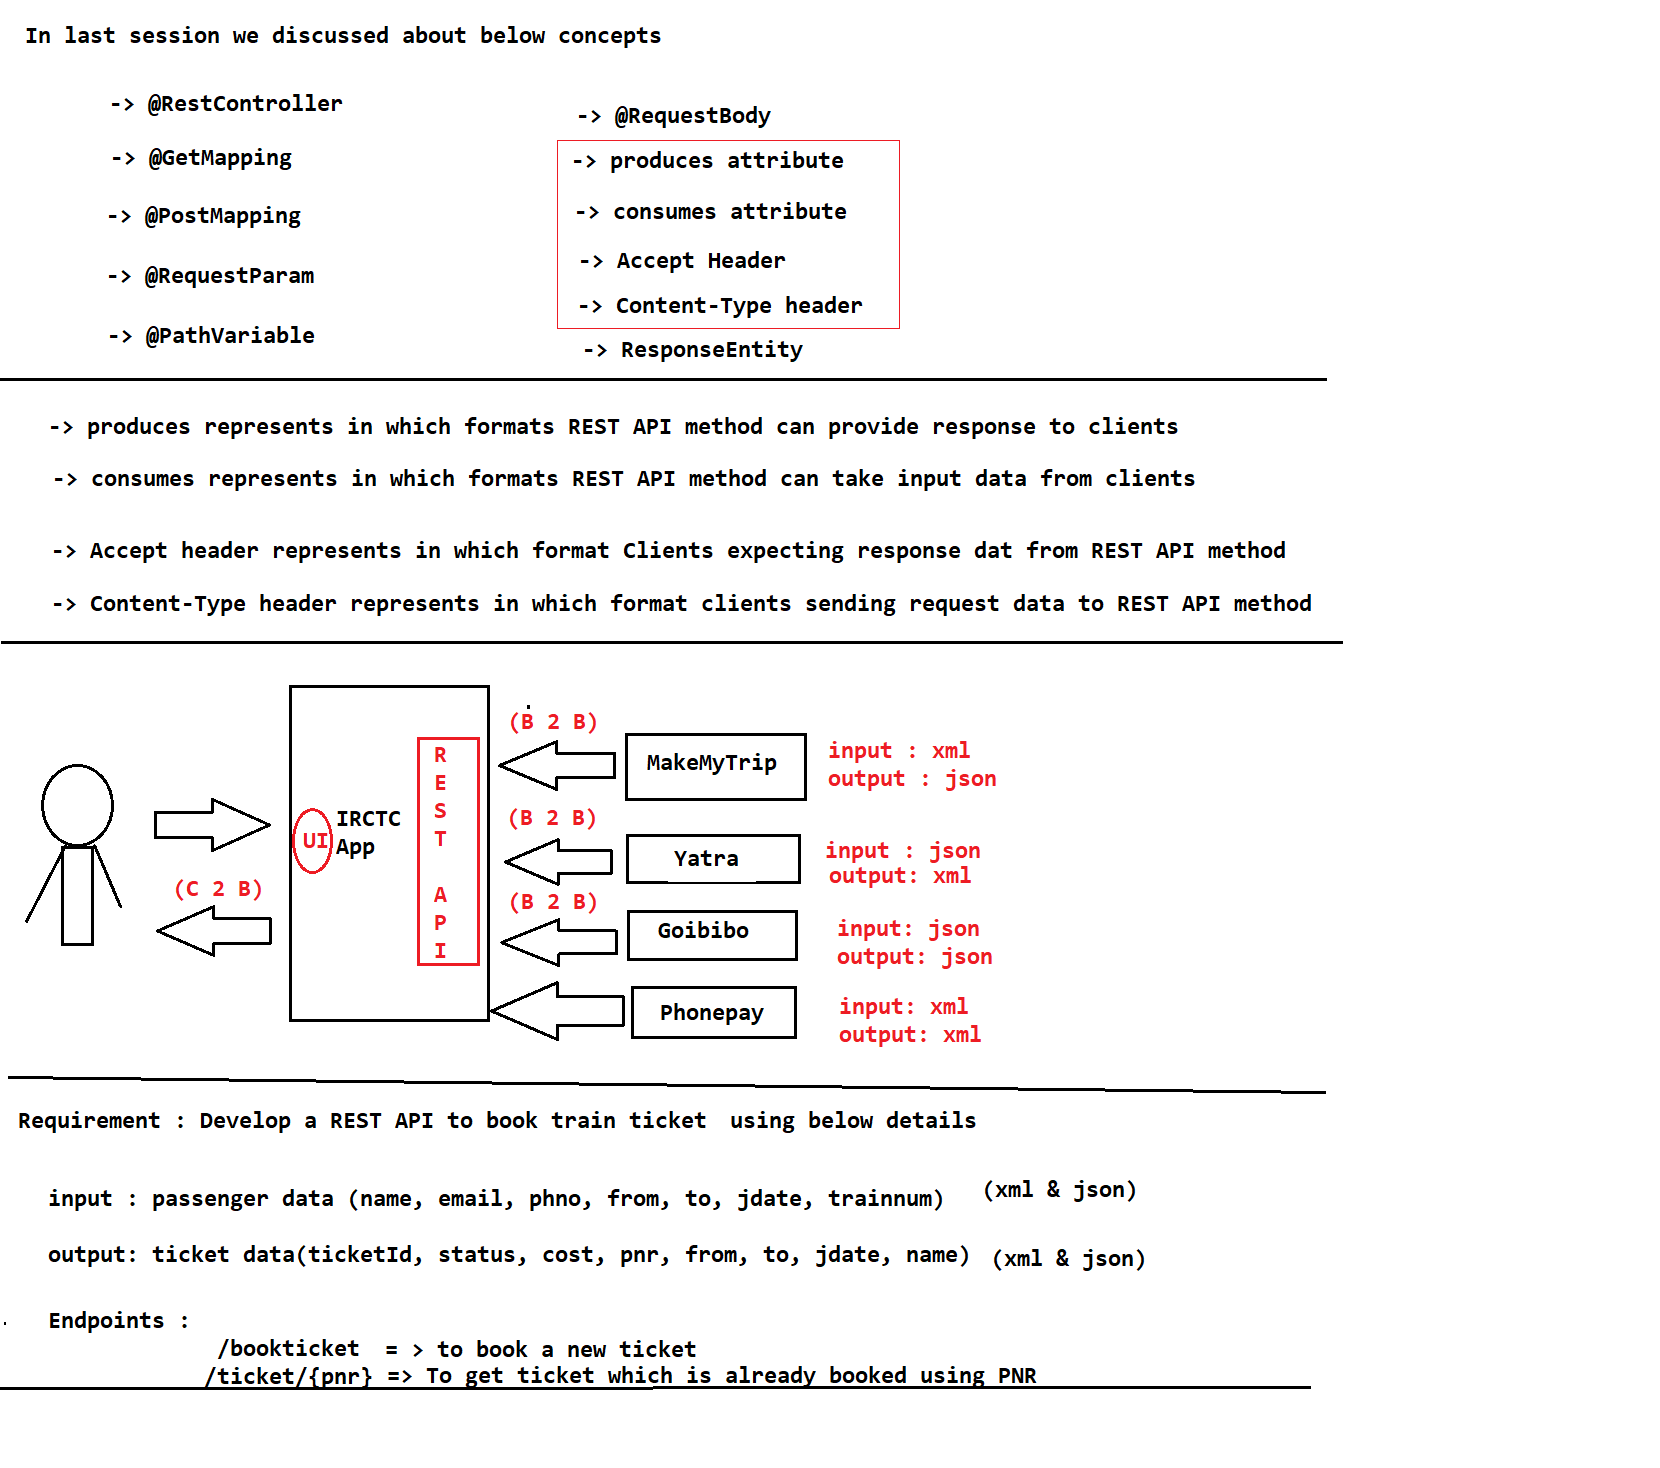 In last session we discussed about below concepts
-> @RestController
-> @GetMapping
-> @PostMapping
-> @RequestParam
-> @PathVariable
-> @RequestBody
-> produces attribute
-> consumes attribute
-> Accept Header
-> Content-Type header
-> ResponseEntity
-> produces represents in which formats REST API method can provide response to clients
-> consumes represents in which formats REST API method can take input data from clients
-> Accept header represents in which format Clients expecting response dat from REST API method
-> Content-Type header represents in which format clients sending request data to REST API method
(C 2 B)
UI
IRCTC
App
R
E
S
T
A
P
I
(B 2 B)
MakeMyTrip
input : xml
output : json
(B 2 B)
Yatra
input : json
output: xml
(B 2 B)
Goibibo
input: json
output: json
Phonepay
input: xml
output: xml
Requirement : Develop a REST API to book train ticket using below details
input : passenger data (name, email, phno, from, to, jdate, trainnum) (xml & json)
output: ticket data(ticketId, status, cost, pnr, from, to, jdate, name) (xml & json)
Endpoints :
/bookticket = > to book a new ticket
/ticket/{pnr} => To get ticket which is already booked using PNR